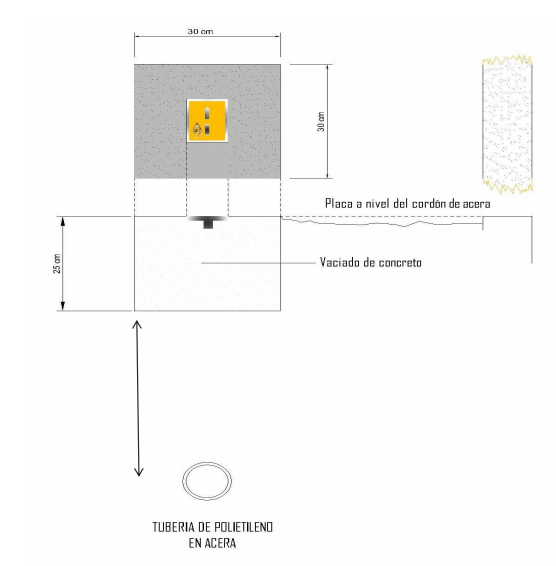 30 cm
30 cm
Placa a nivel del cordón de acera
25 cm
Vaciado de concreto
TUBERIA DE POLIETILENO
EN ACERA